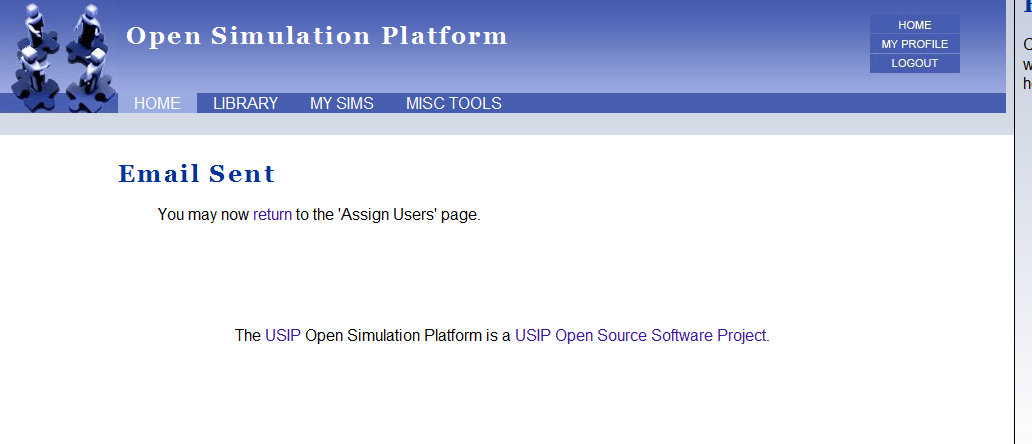 Open Simulation Platform
HOME
MY PROFILE
LOGOUT
HOME LIBRARY MY SIMS MISC TOOLS
Email Sent
You may now return to the 'Assign Users' page.
The USIP Open Simulation Platform is a USIP Open Source Software Project.